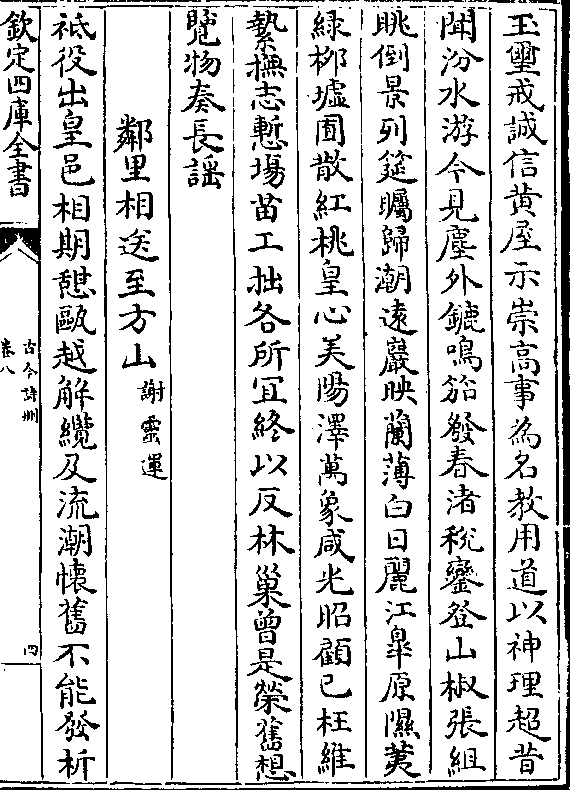 玉璽戒誠信黄屋示崇高事為名教用道以神理超昔
聞汾水游今見塵外鑣鳴笳發春渚稅鑾登山椒張組
眺倒景列筵矚歸潮遠巖映蘭薄白日麗江臯原隰荑
綠柳墟囿散紅桃皇心美陽澤萬象咸光昭顧己枉維
縶撫志慙場苗工拙各所宜終以反林巢曾是縈舊想
覽物奏長謡
鄰里相送至方山 謝靈運
祗役出皇邑相期憩甌越解纜及流潮懷舊不能發析
欽定四庫全書
古今詩刪
卷八
四